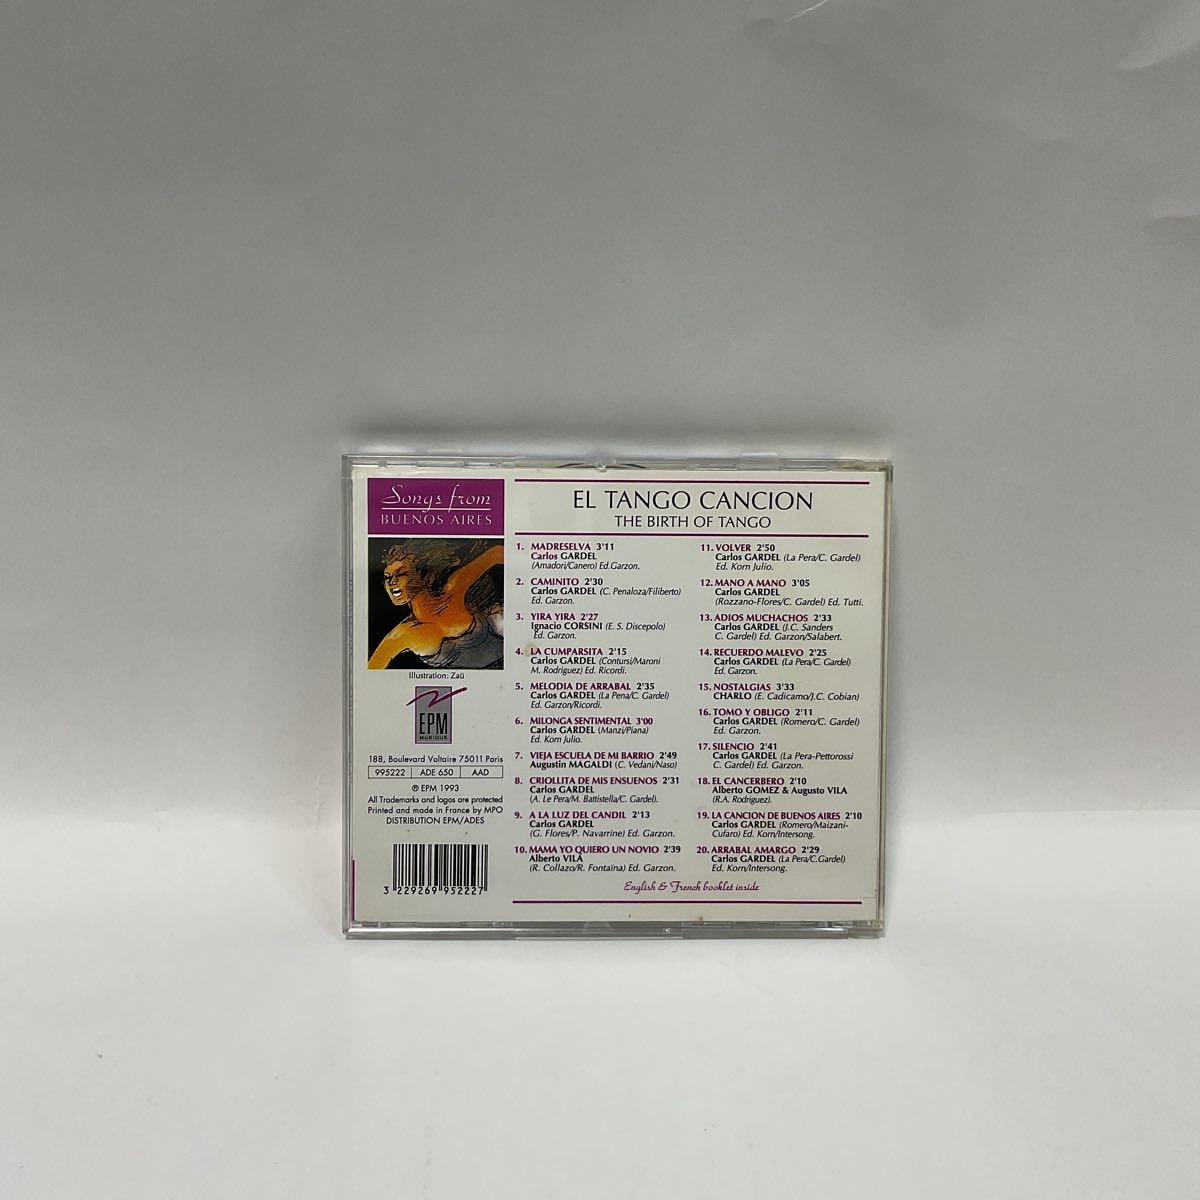 Songs from
BUENOS AIRES
Illustration: Zaü
EPM
MUSIQUE
188, Boulevard Voltaire 75011 Paris
995222 ADE 650 AAD
℗ EPM 1993
All Trademarks and logos are protected
Printed and made in France by MPO
DISTRIBUTION EPM/ADES
3 229269 952227
EL TANGO CANCION
THE BIRTH OF TANGO
1. MADRESELVA 3'11
Carlos GARDEL
(Amadori/Canero) Ed.Garzon.
2. CAMINITO 2'30
Carlos GARDEL (C. Penaloza/Filiberto)
Ed. Garzon.
3. YIRA YIRA 2'27
Ignacio CORSINI (E. S. Discepolo)
Ed. Garzon.
4. LA CUMPARSITA 2'15
Carlos GARDEL (Contursi/Maroni
M. Rodriguez) Ed. Ricordi.
5. MELODIA DE ARRABAL 2'35
Carlos GARDEL (La Pena/C. Gardel)
Ed. Garzon/Ricordi.
6. MILONGA SENTIMENTAL 3'00
Carlos GARDEL (Manzi/Piana)
Ed. Korn Julio.
7. VIEJA ESCUELA DE MI BARRIO 2'49
Augustin MAGALDI (C. Vedani/Naso)
8. CRIOLLITA DE MIS ENSUENOS 2'31
Carlos GARDEL
(A. Le Pera/M. Battistella/C. Gardel).
9. A LA LUZ DEL CANDIL 2'13
Carlos GARDEL
(G. Flores/P. Navarrine) Ed. Garzon.
10. MAMA YO QUIERO UN NOVIO 2'39
Alberto VILA
(R. Collazo/R. Fontaïna) Ed. Garzon.
11. VOLVER 2'50
Carlos GARDEL (La Pera/C. Gardel)
Ed. Korn Julio.
12. MANO A MANO 3'05
Carlos GARDEL
(Rozzano-Flores/C. Gardel) Ed. Tutti.
13. ADIOS MUCHACHOS 2'33
Carlos GARDEL (J.C. Sanders
C. Gardel) Ed. Garzon/Salabert.
14. RECUERDO MALEVO 2'25
Carlos GARDEL (La Pera/C. Gardel)
Ed. Garzon.
15. NOSTALGIAS 3'33
CHARLO (E. Cadicamo/J.C. Cobian)
16. TOMO Y OBLIGO 2'11
Carlos GARDEL (Romero/C. Gardel)
Ed. Garzon.
17. SILENCIO 2'41
Carlos GARDEL (La Pera-Pettorossi
C. Gardel) Ed. Garzon.
18. EL CANCERBERO 2'10
Alberto GOMEZ & Augusto VILA
(R.A. Rodriguez).
19. LA CANCION DE BUENOS AIRES 2'10
Carlos GARDEL (Romero/Maizani-
Cufaro) Ed. Korn/Intersong.
20. ARRABAL AMARGO 2'29
Carlos GARDEL (La Pera/C.Gardel)
Ed. Korn/Intersong.
English & French booklet inside